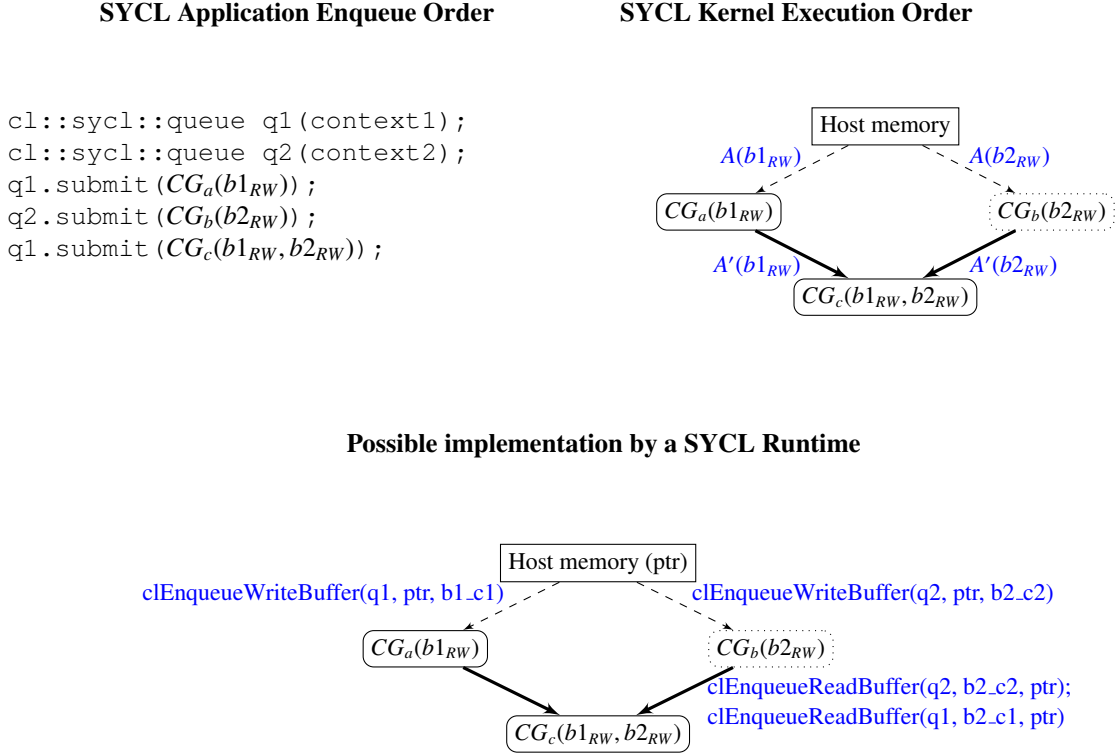 SYCL Application Enqueue Order
SYCL Kernel Execution Order
cl::sycl::queue q1(context1);
cl::sycl::queue q2(context2);
q1.submit(CGa(b1RW));
q2.submit(CGb(b2RW));
q1.submit(CGc(b1RW, b2RW));
Host memory
A(b1RW)
A(b2RW)
CGa(b1RW)
CGb(b2RW)
A′(b1RW)
A′(b2RW)
CGc(b1RW, b2RW)
Possible implementation by a SYCL Runtime
Host memory (ptr)
clEnqueueWriteBuffer(q1, ptr, b1_c1)
clEnqueueWriteBuffer(q2, ptr, b2_c2)
CGa(b1RW)
CGb(b2RW)
clEnqueueReadBuffer(q2, b2_c2, ptr);
clEnqueueReadBuffer(q1, b2_c1, ptr)
CGc(b1RW, b2RW)